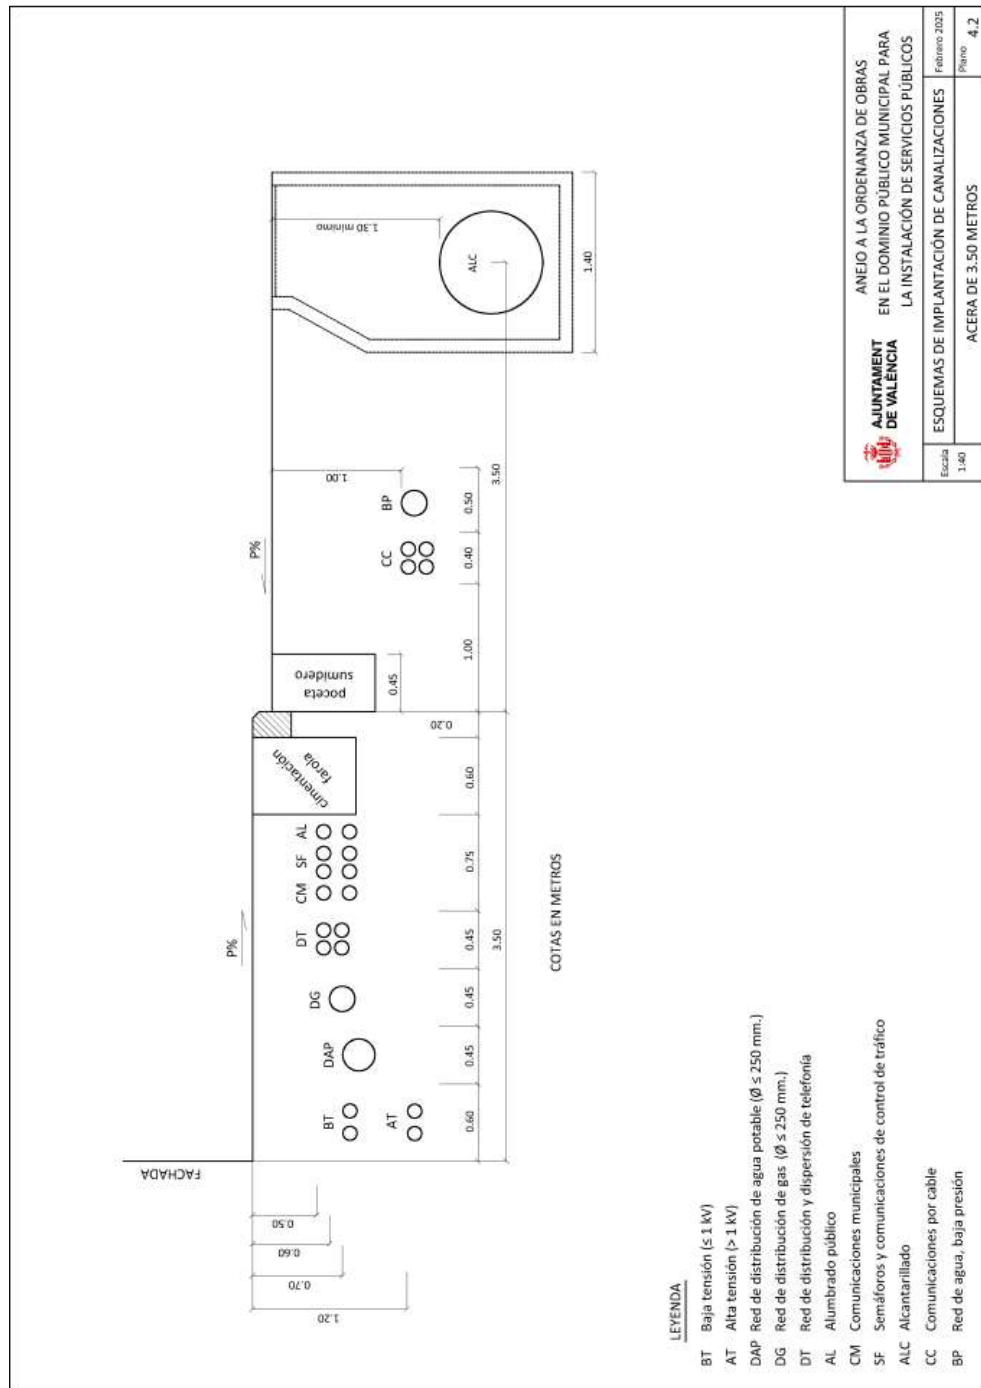 FACHADA
P%
P%
BT
AT
DAP
DG
DT
CM
SF
AL
cimentación
farola
poceta
sumidero
CC
BP
ALC
0.50
0.60
0.70
1.20
1.00
1.30 mínimo
0.45
0.20
0.60
0.45
0.45
0.45
0.75
0.60
1.00
0.40
0.50
1.40
3.50
3.50
COTAS EN METROS
LEYENDA
BT Baja tensión (≤ 1 kV)
AT Alta tensión (> 1 kV)
DAP Red de distribución de agua potable (Ø ≤ 250 mm.)
DG Red de distribución de gas (Ø ≤ 250 mm.)
DT Red de distribución y dispersión de telefonía
AL Alumbrado público
CM Comunicaciones municipales
SF Semáforos y comunicaciones de control de tráfico
ALC Alcantarillado
CC Comunicaciones por cable
BP Red de agua, baja presión
AJUNTAMENT
DE VALÈNCIA
ANEJO A LA ORDENANZA DE OBRAS
EN EL DOMINIO PÚBLICO MUNICIPAL PARA
LA INSTALACIÓN DE SERVICIOS PÚBLICOS
Escala
1:40
ESQUEMAS DE IMPLANTACIÓN DE CANALIZACIONES
ACERA DE 3.50 METROS
Febrero 2025
Plano
4.2